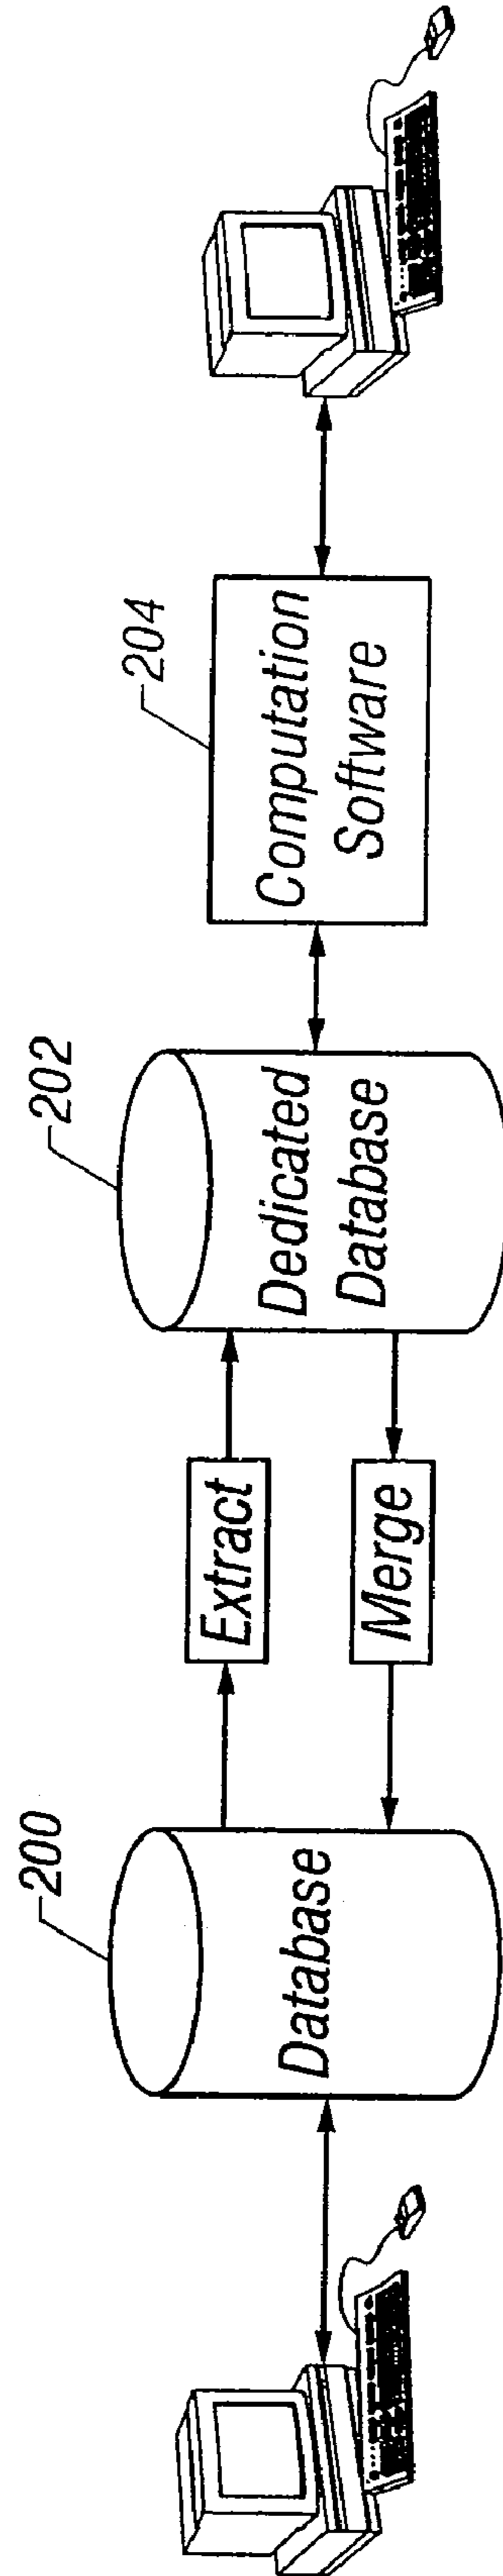 200
Database
Extract
Merge
202
Dedicated
Database
204
Computation
Software